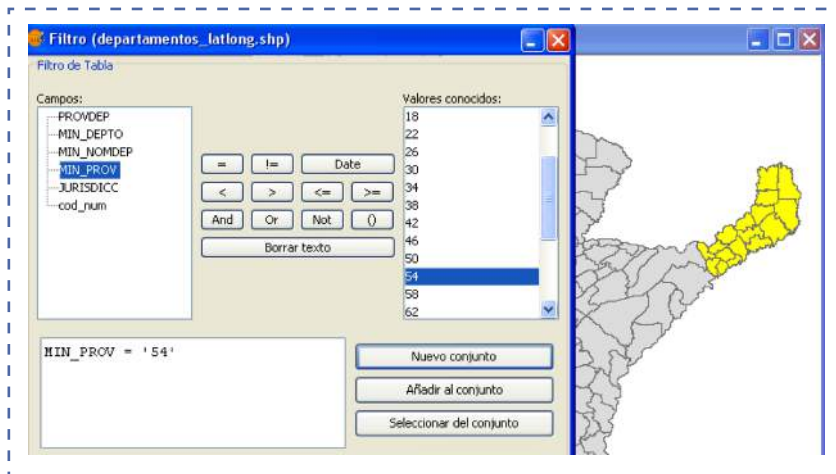 Filtro (departamentos_latlong.shp)
Filtro de Tabla
Campos:
PROVDEP
MIN_DEPTO
MIN_NOMDEP
MIN_PROV
JURISDICC
cod_num
= != Date
< > <= >=
And Or Not ()
Borrar texto
Valores conocidos:
18
22
26
30
34
38
42
46
50
54
58
62
MIN_PROV = '54'
Nuevo conjunto
Añadir al conjunto
Seleccionar del conjunto